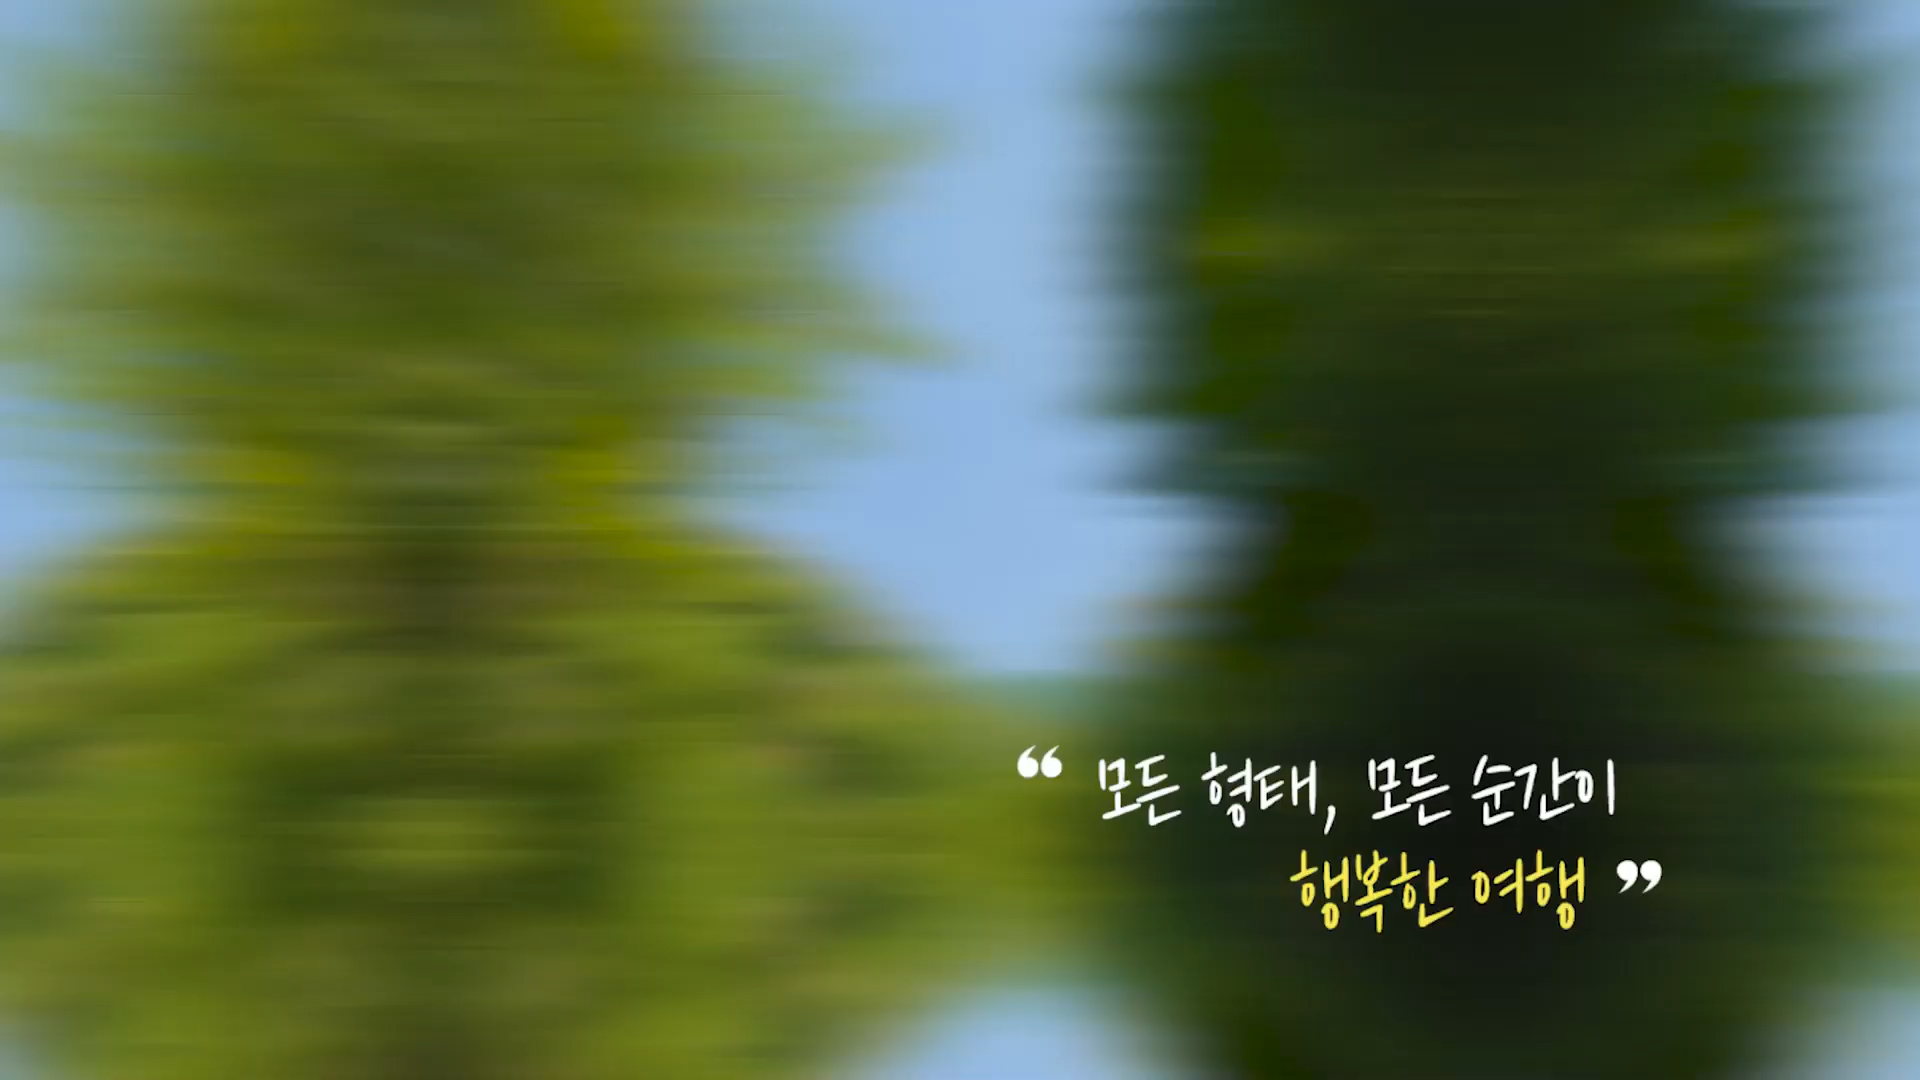 “ 모든 형태, 모든 순간이
행복한 여행 ”